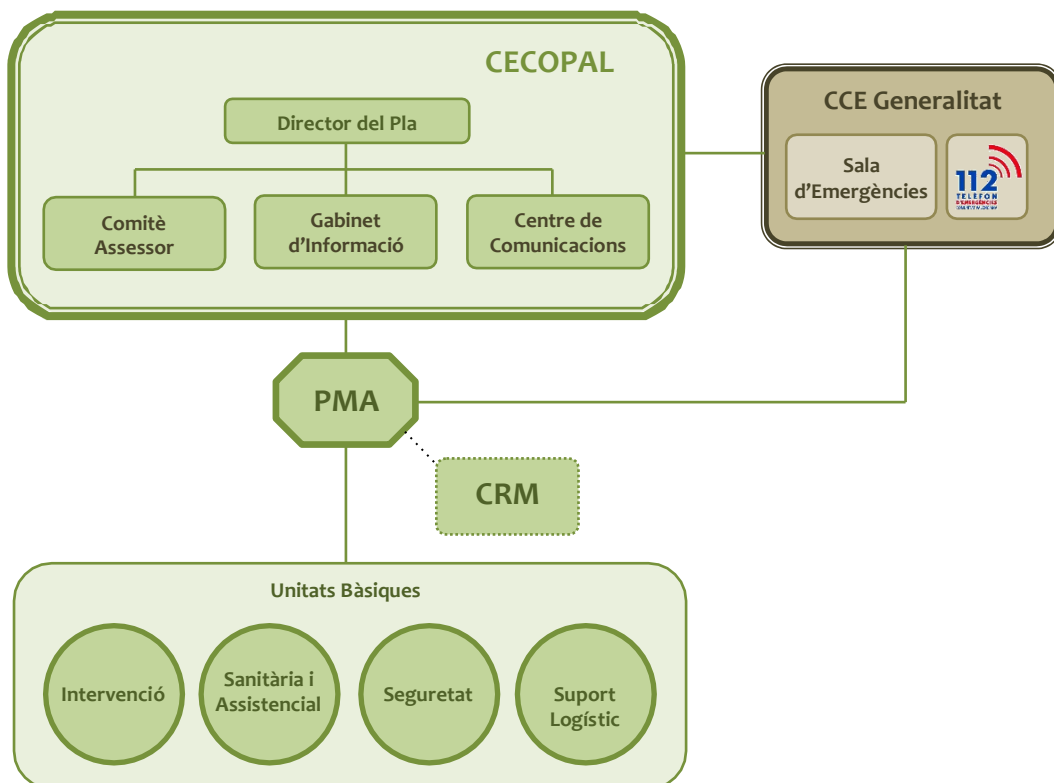 CECOPAL
Director del Pla
Comitè
Assessor
Gabinet
d'Informació
Centre de
Comunicacions
CCE Generalitat
Sala
d'Emergències
112
TELÈFON
D'EMERGÈNCIES
PMA
CRM
Unitats Bàsiques
Intervenció
Sanitària i
Assistencial
Seguretat
Suport
Logístic